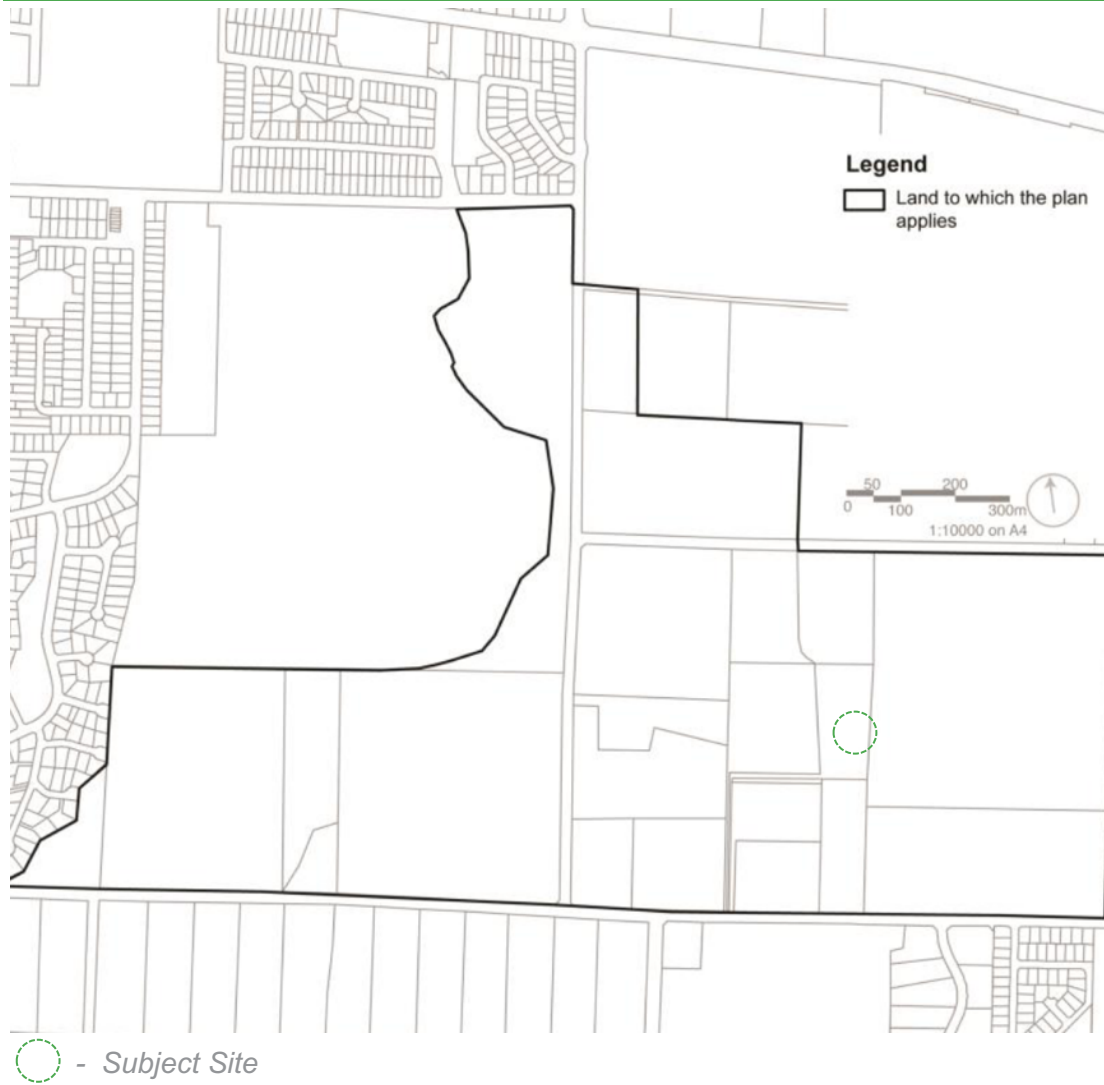 Legend
Land to which the plan
applies
50 200
0 100 300m
1:10000 on A4
- Subject Site